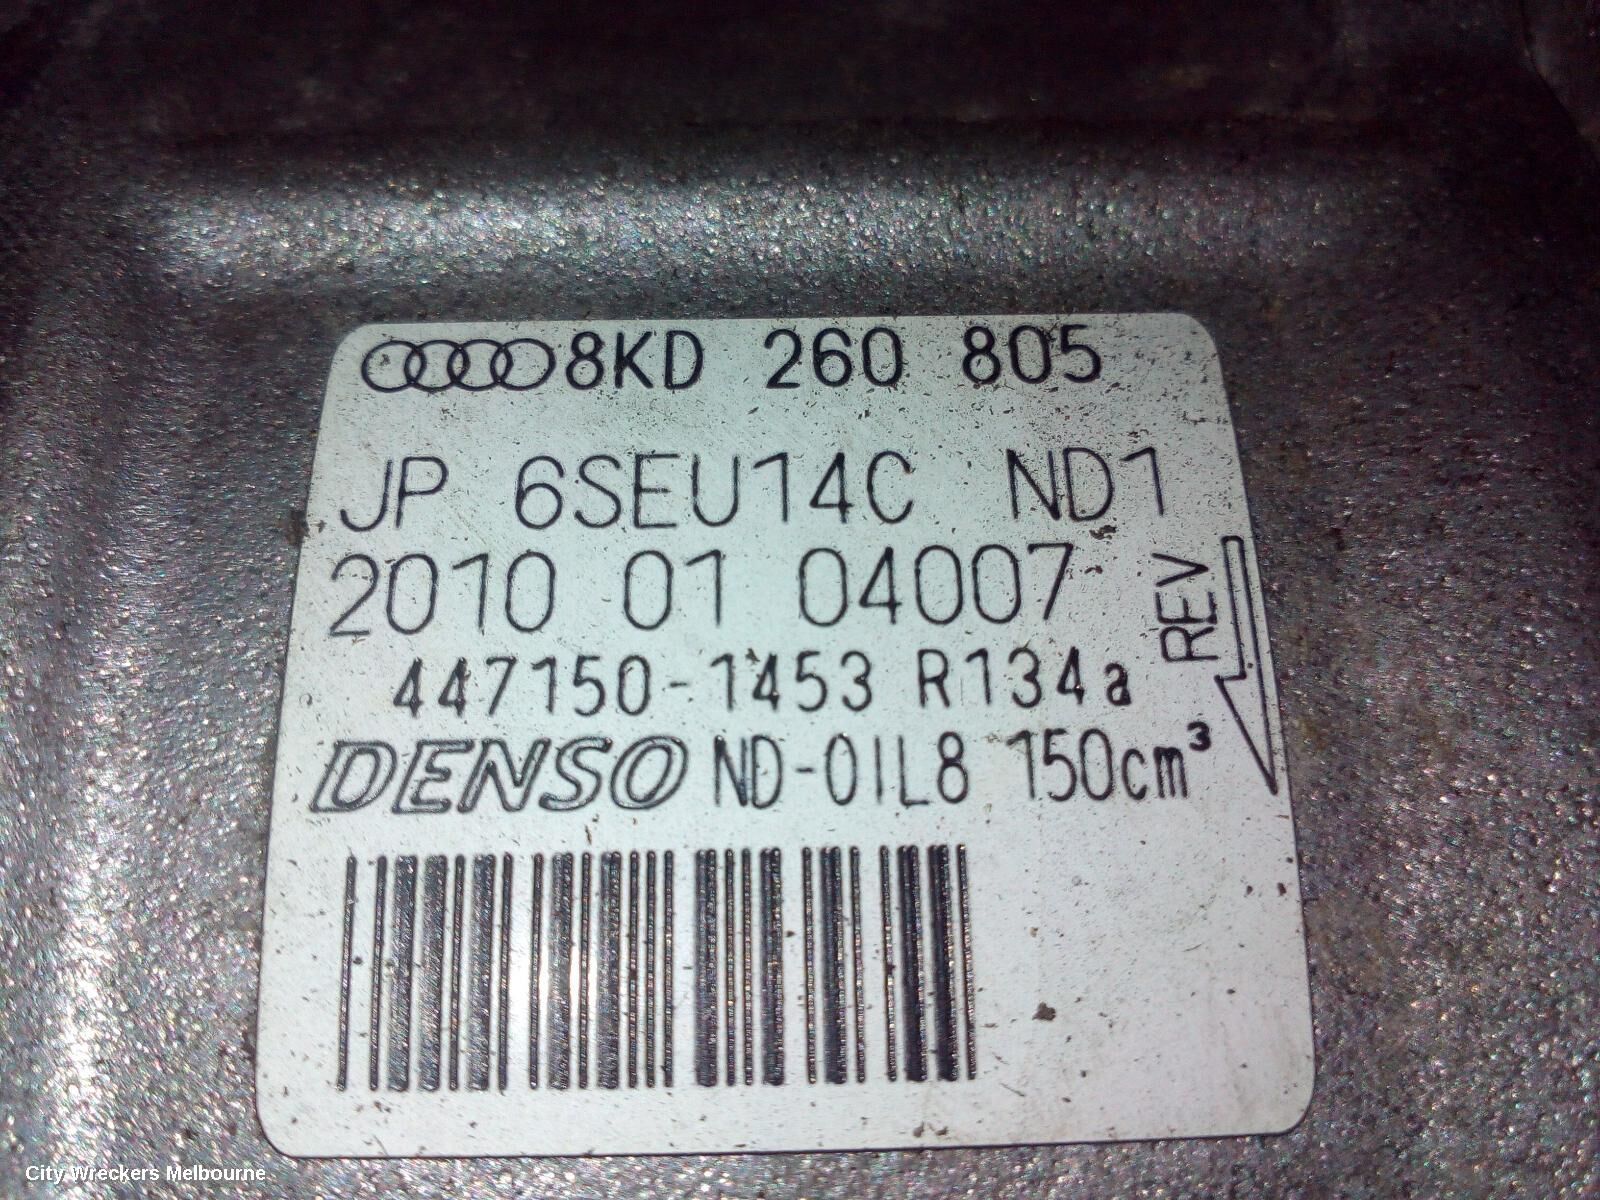 8KD 260 805
JP 6SEU14C ND1
2010 01 04007
REV
447150-1453 R134a
DENSO ND-OIL8 150cm³
City Wreckers Melbourne